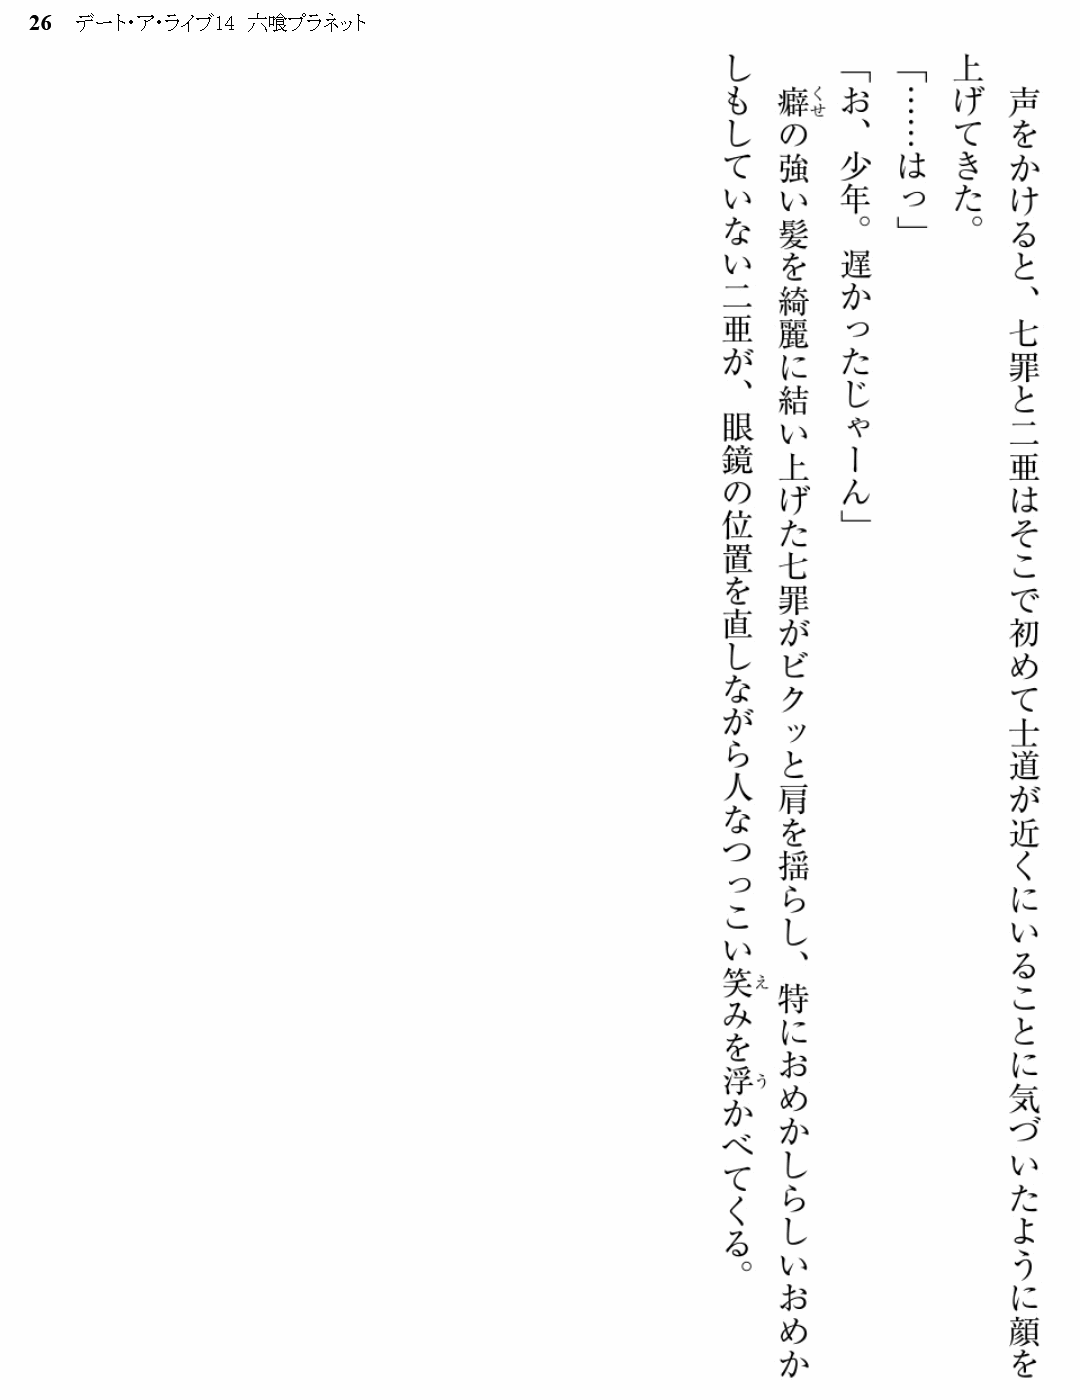 26 デート・ア・ライブ14 六喰プラネット
声をかけると、七罪と二亜はそこで初めて士道が近くにいることに気づいたように顔を
上げてきた。
「……はっ」
「お、少年。遅かったじゃーん」
癖の強い髪を綺麗に結い上げた七罪がビクッと肩を揺らし、特におめかしらしいおめか
しもしていない二亜が、眼鏡の位置を直しながら人なつっこい笑みを浮かべてくる。